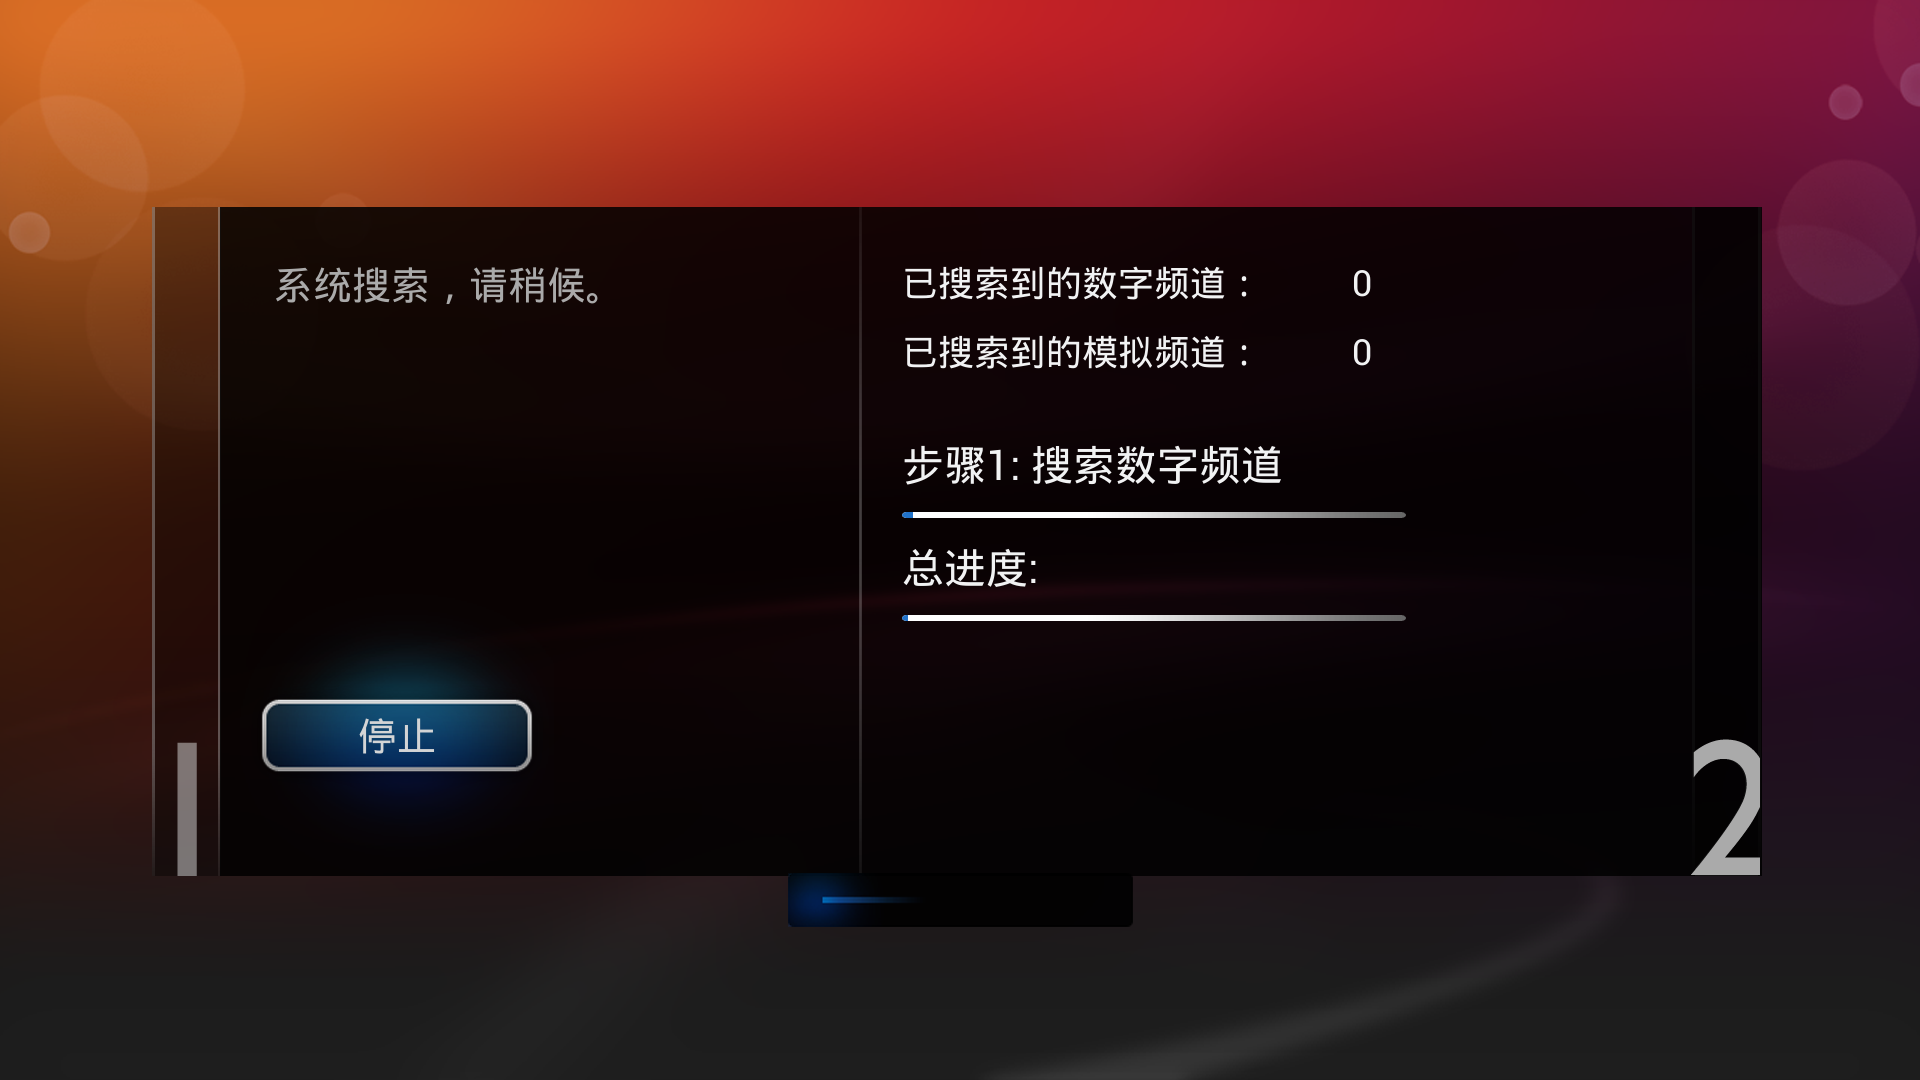 系统搜索，请稍候。
已搜索到的数字频道： 0
已搜索到的模拟频道： 0
步骤1: 搜索数字频道
总进度:
停止
1
2